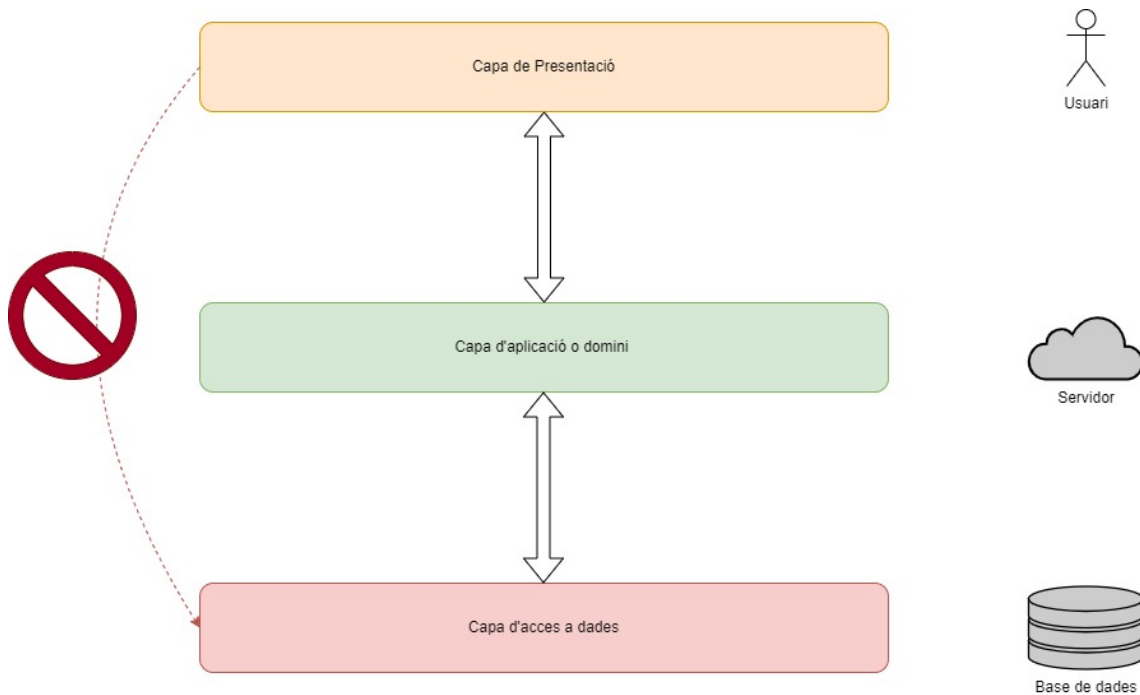 Capa de Presentació
Usuari
Capa d'aplicació o domini
Servidor
Capa d'acces a dades
Base de dades